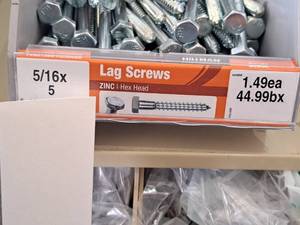 5/16x
5
Lag Screws
ZINC | Hex Head
1.49ea
44.99bx